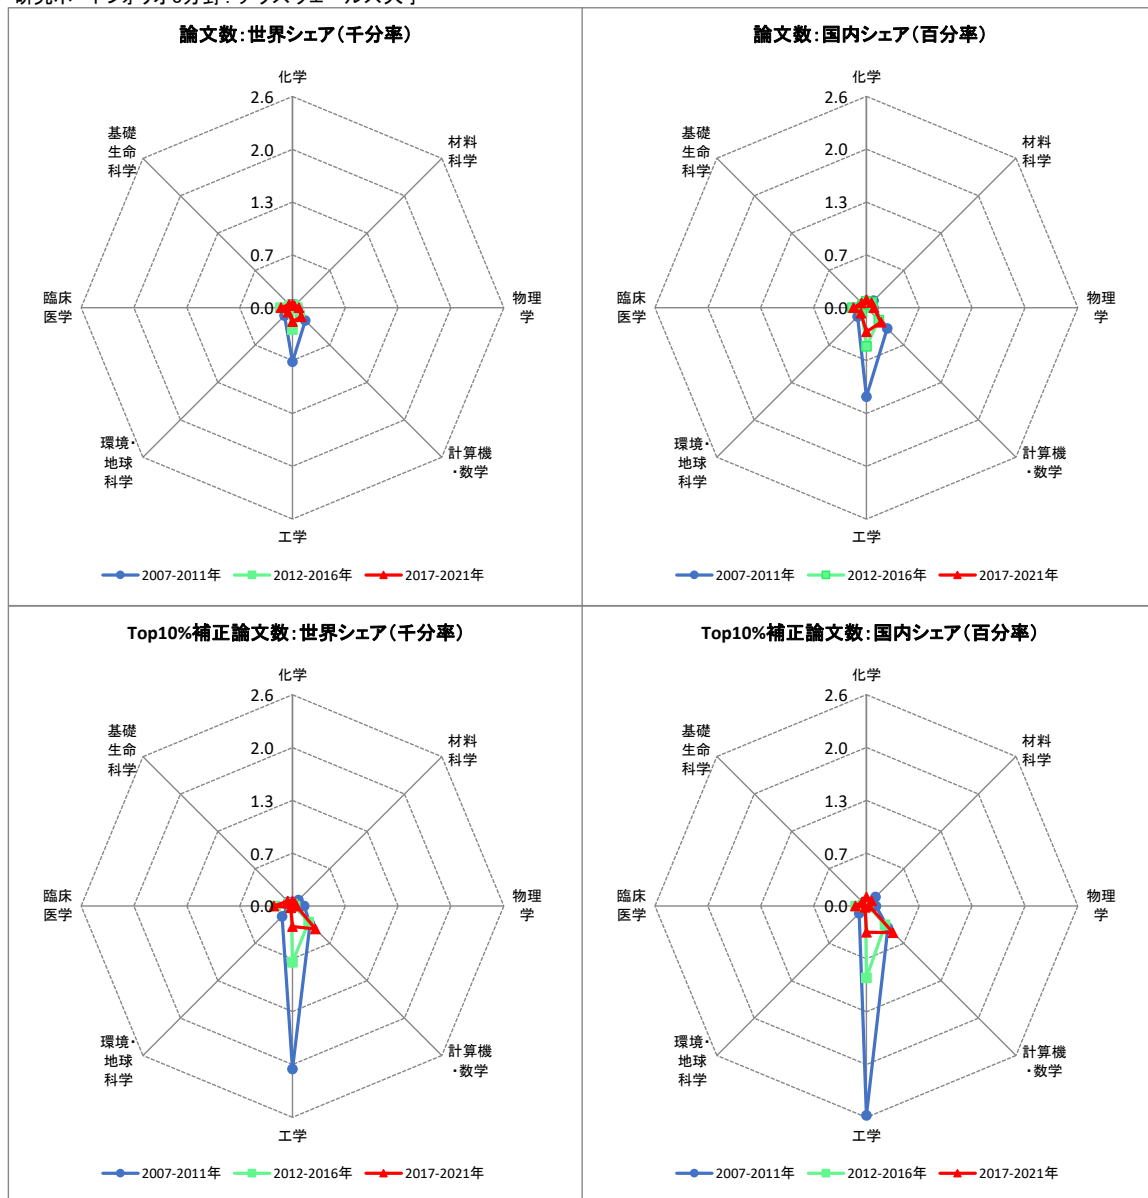 研究ポートフォリオ8分野:
論文数:世界シェア(千分率)
化学
2.6
2.0
1.3
0.7
0.0
材料
科学
物理
学
計算機
・数学
工学
環境・
地球
科学
臨床
医学
基礎
生命
科学
2007-2011年 2012-2016年 2017-2021年
論文数:国内シェア(百分率)
化学
2.6
2.0
1.3
0.7
0.0
材料
科学
物理
学
計算機
・数学
工学
環境・
地球
科学
臨床
医学
基礎
生命
科学
2007-2011年 2012-2016年 2017-2021年
Top10%補正論文数:世界シェア(千分率)
化学
2.6
2.0
1.3
0.7
0.0
材料
科学
物理
学
計算機
・数学
工学
環境・
地球
科学
臨床
医学
基礎
生命
科学
2007-2011年 2012-2016年 2017-2021年
Top10%補正論文数:国内シェア(百分率)
化学
2.6
2.0
1.3
0.7
0.0
材料
科学
物理
学
計算機
・数学
工学
環境・
地球
科学
臨床
医学
基礎
生命
科学
2007-2011年 2012-2016年 2017-2021年